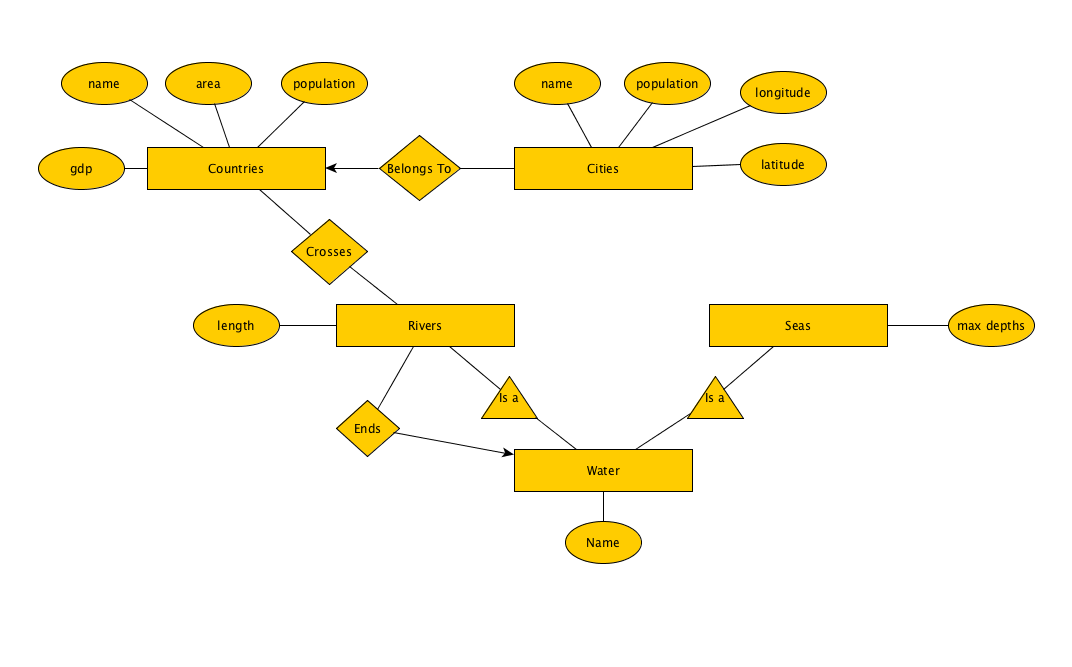 name
area
population
name
population
longitude
gdp
Countries
Belongs To
Cities
latitude
Crosses
length
Rivers
Seas
max depths
Is a
Is a
Ends
Water
Name